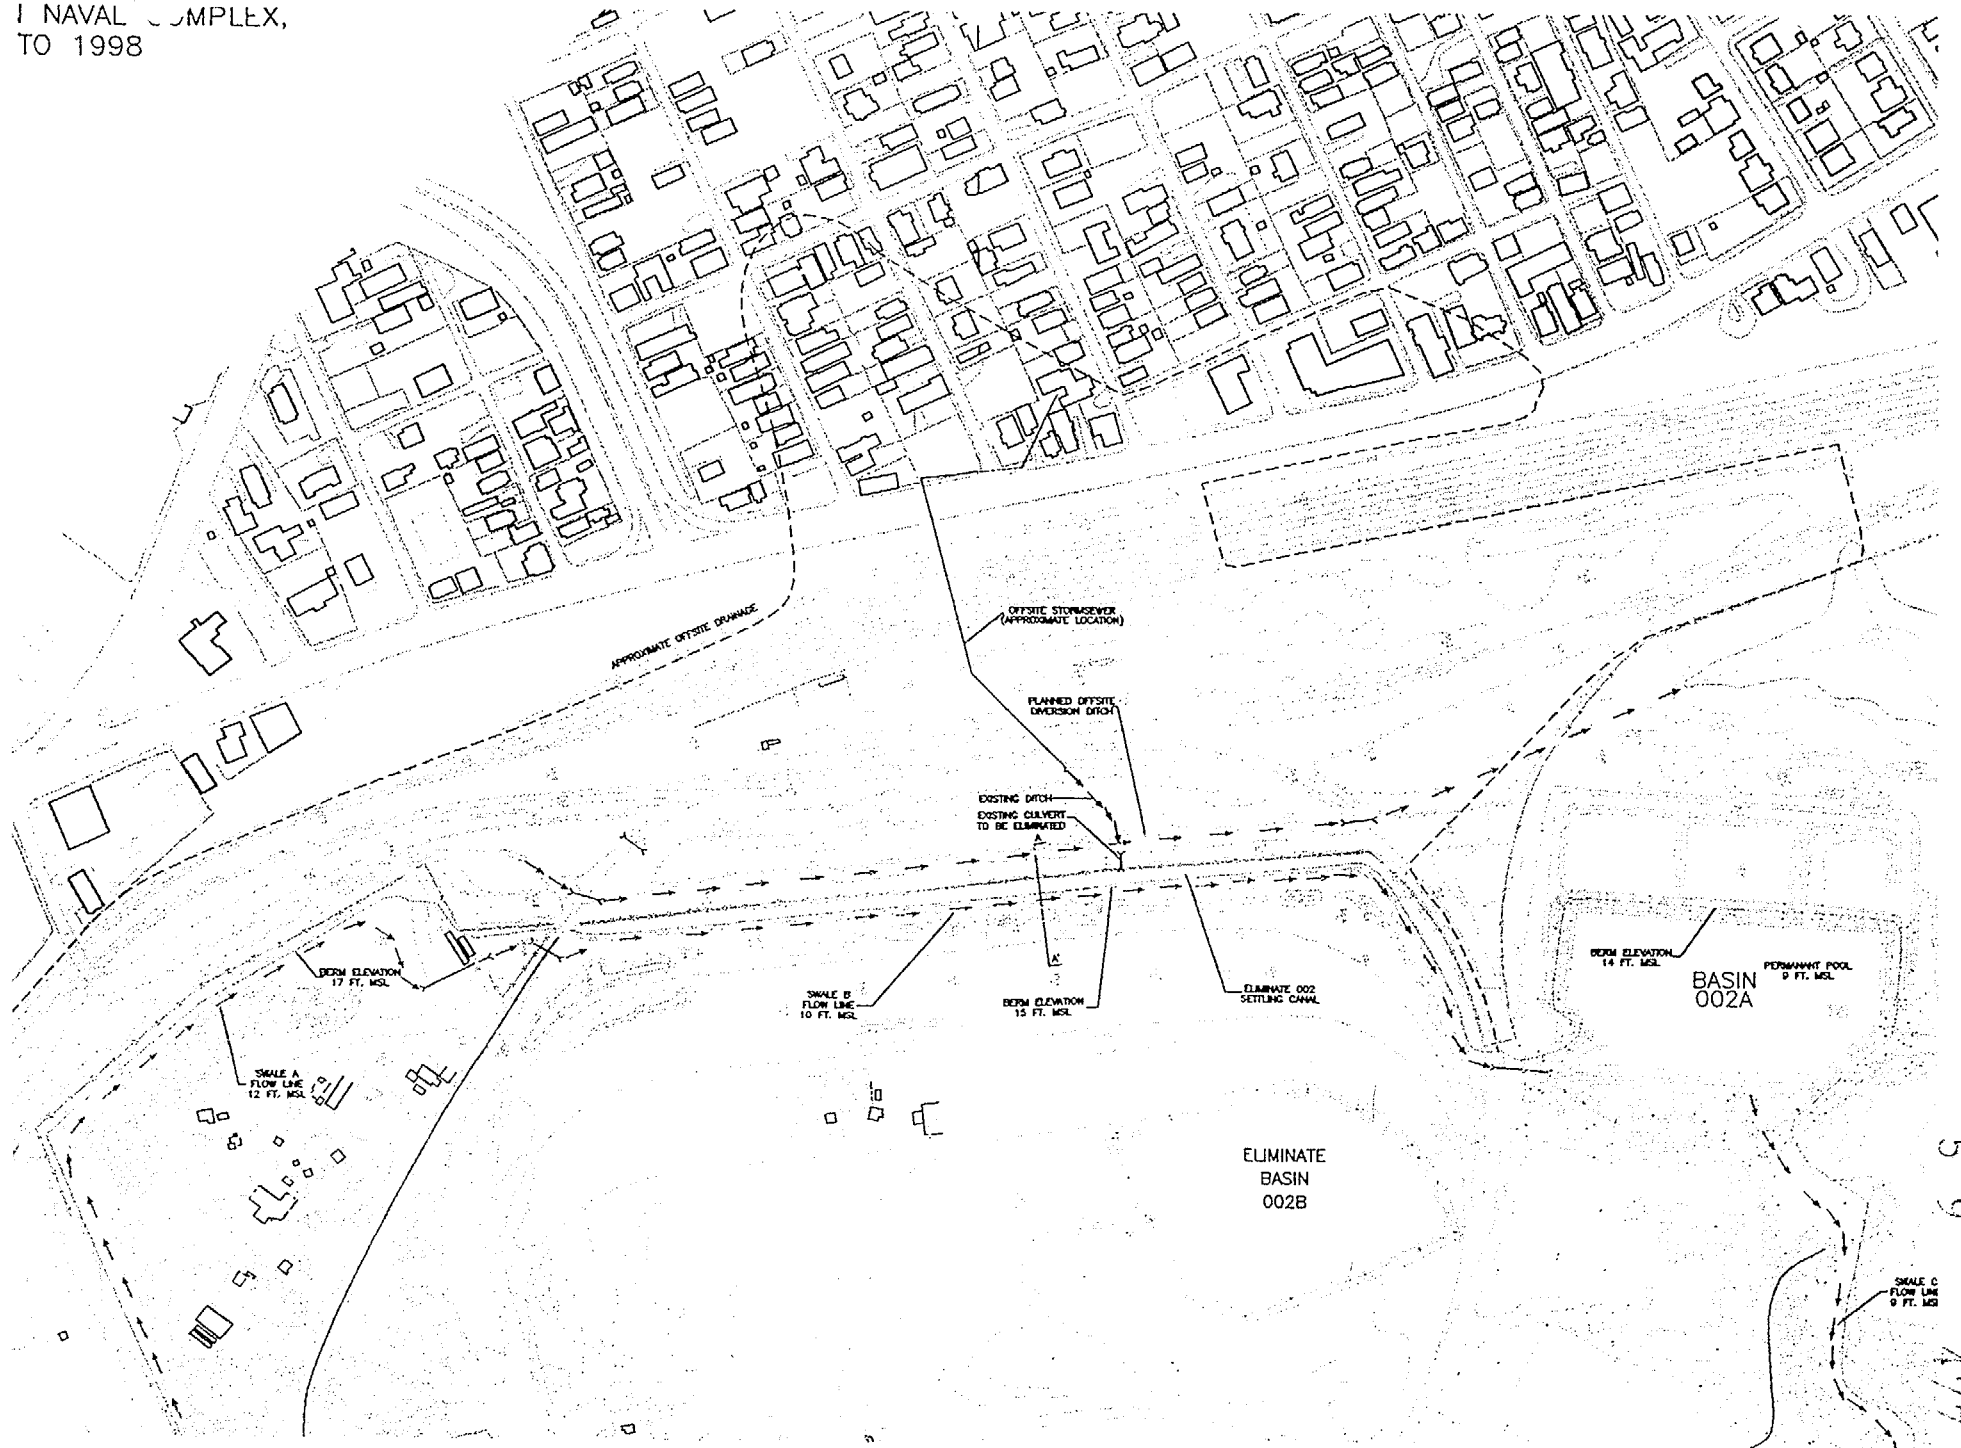 NAVAL
TO 1998
APPROXIMATE OFFSITE DRAINAGE
OFFSITE STORMSEWER
(APPROXIMATE LOCATION)
PLANNED OFFSITE
DIVERSION DITCH
EXISTING DITCH
EXISTING CULVERT
TO BE ELIMINATED
A
A'
BERM ELEVATION
17 FT. MSL
SWALE B
FLOW LINE
10 FT. MSL
BERM ELEVATION
15 FT. MSL
ELIMINATE 002
SETTLING CANAL
BERM ELEVATION
14 FT. MSL
BASIN
002A
PERMANANT POOL
9 FT. MSL
SWALE A
FLOW LINE
12 FT. MSL
ELIMINATE
BASIN
002B
SWALE C
FLOW
9 FT.